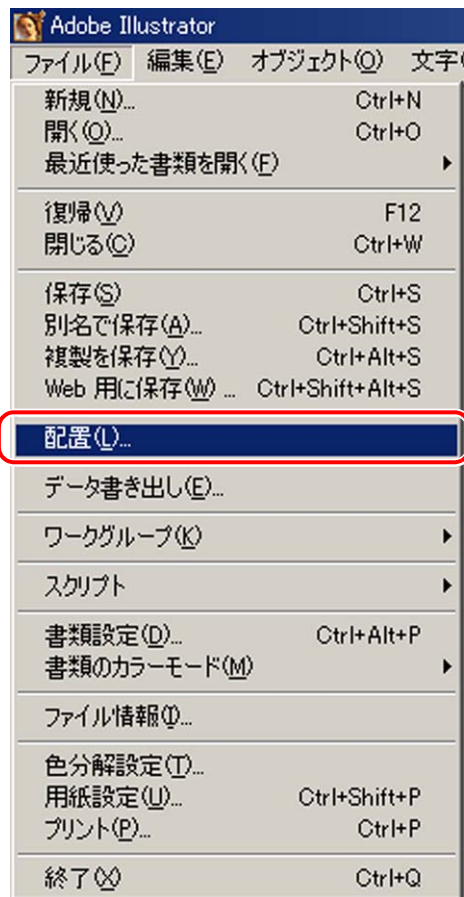 Adobe Illustrator
ファイル(F) 編集(E) オブジェクト(O) 文字(
新規(N)... Ctrl+N
開く(O)... Ctrl+O
最近使った書類を開く(F)
復帰(V) F12
閉じる(C) Ctrl+W
保存(S) Ctrl+S
別名で保存(A)... Ctrl+Shift+S
複製を保存(Y)... Ctrl+Alt+S
Web 用に保存(W) ... Ctrl+Shift+Alt+S
配置(L)...
データ書き出し(E)...
ワークグループ(K)
スクリプト
書類設定(D)... Ctrl+Alt+P
書類のカラーモード(M)
ファイル情報(I)...
色分解設定(T)...
用紙設定(U)... Ctrl+Shift+P
プリント(P)... Ctrl+P
終了(X) Ctrl+Q